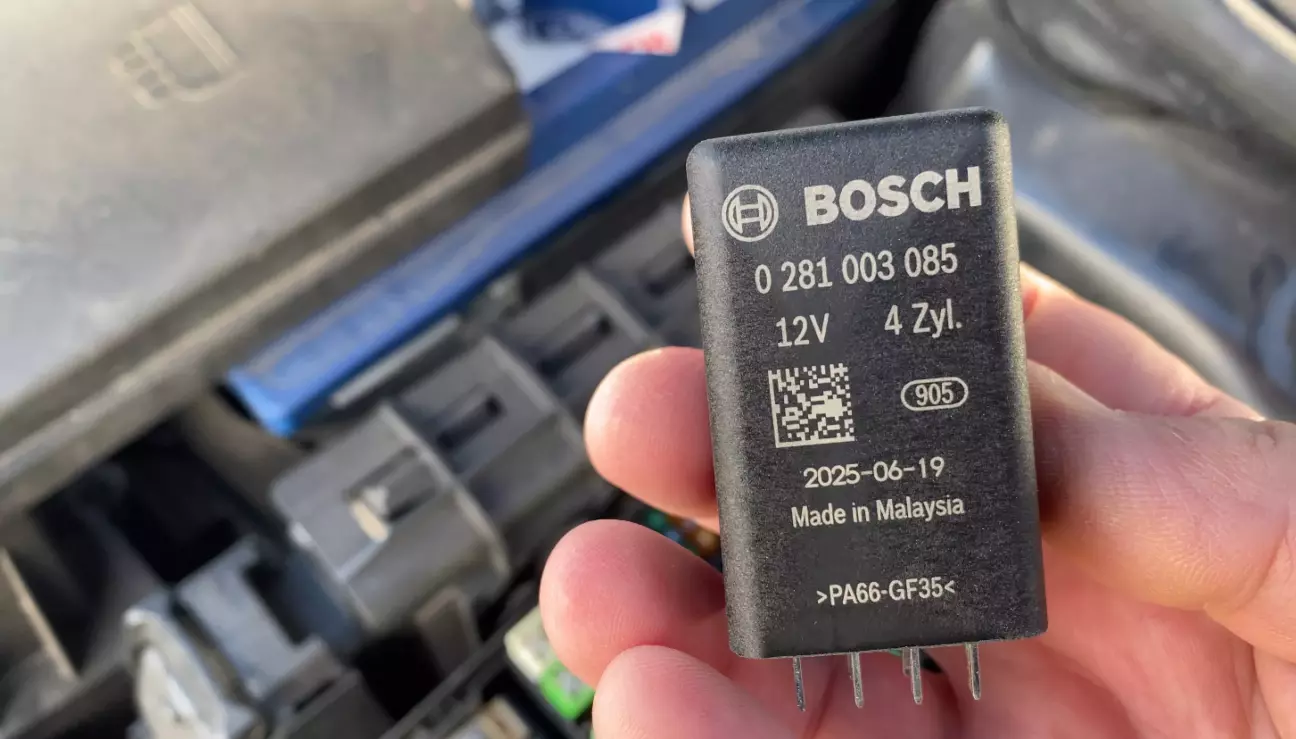 BOSCH
0 281 003 085
12V 4 Zyl.
905
2025-06-19
Made in Malaysia
>PA66-GF35<